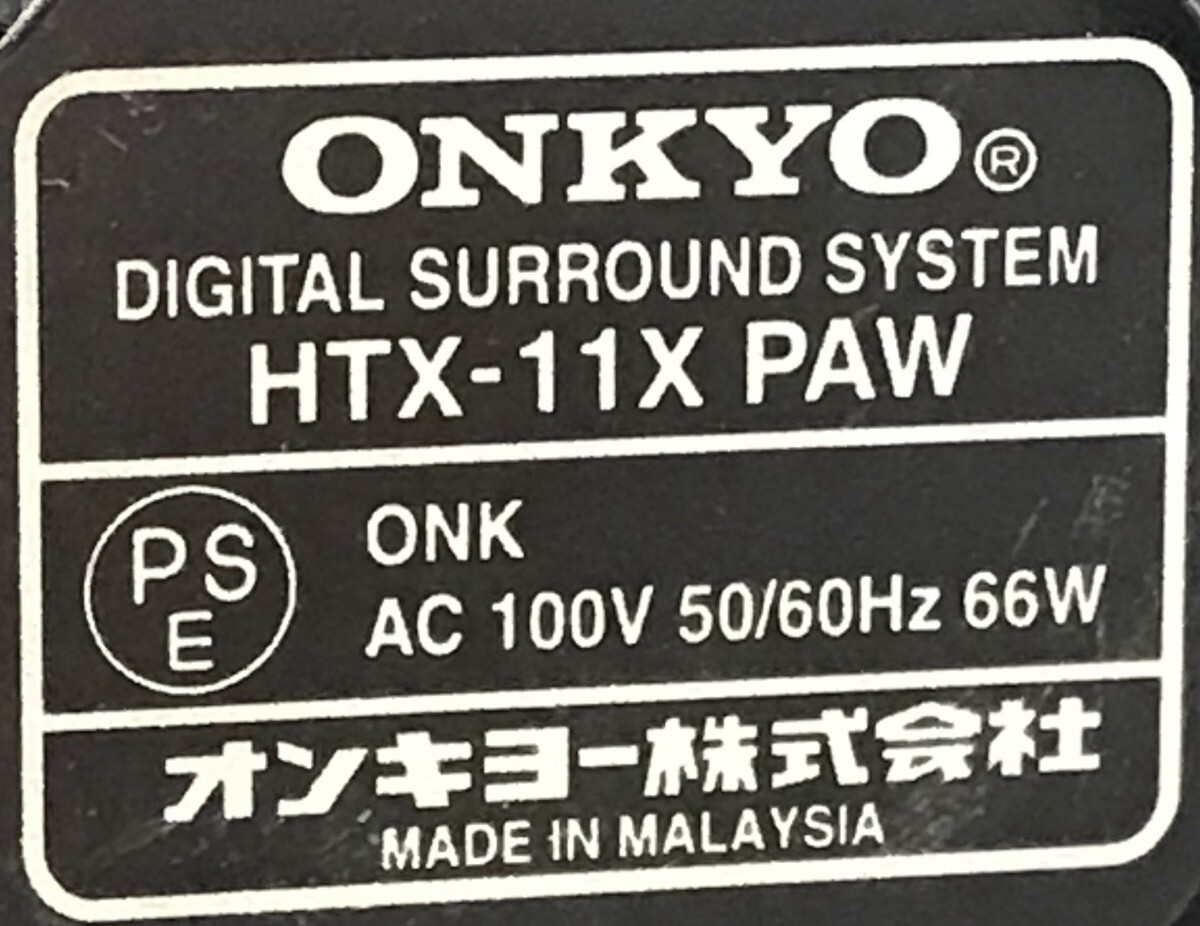 ONKYO®
DIGITAL SURROUND SYSTEM
HTX-11X PAW
PS
E
ONK
AC 100V 50/60Hz 66W
オンキヨー株式会社
MADE IN MALAYSIA